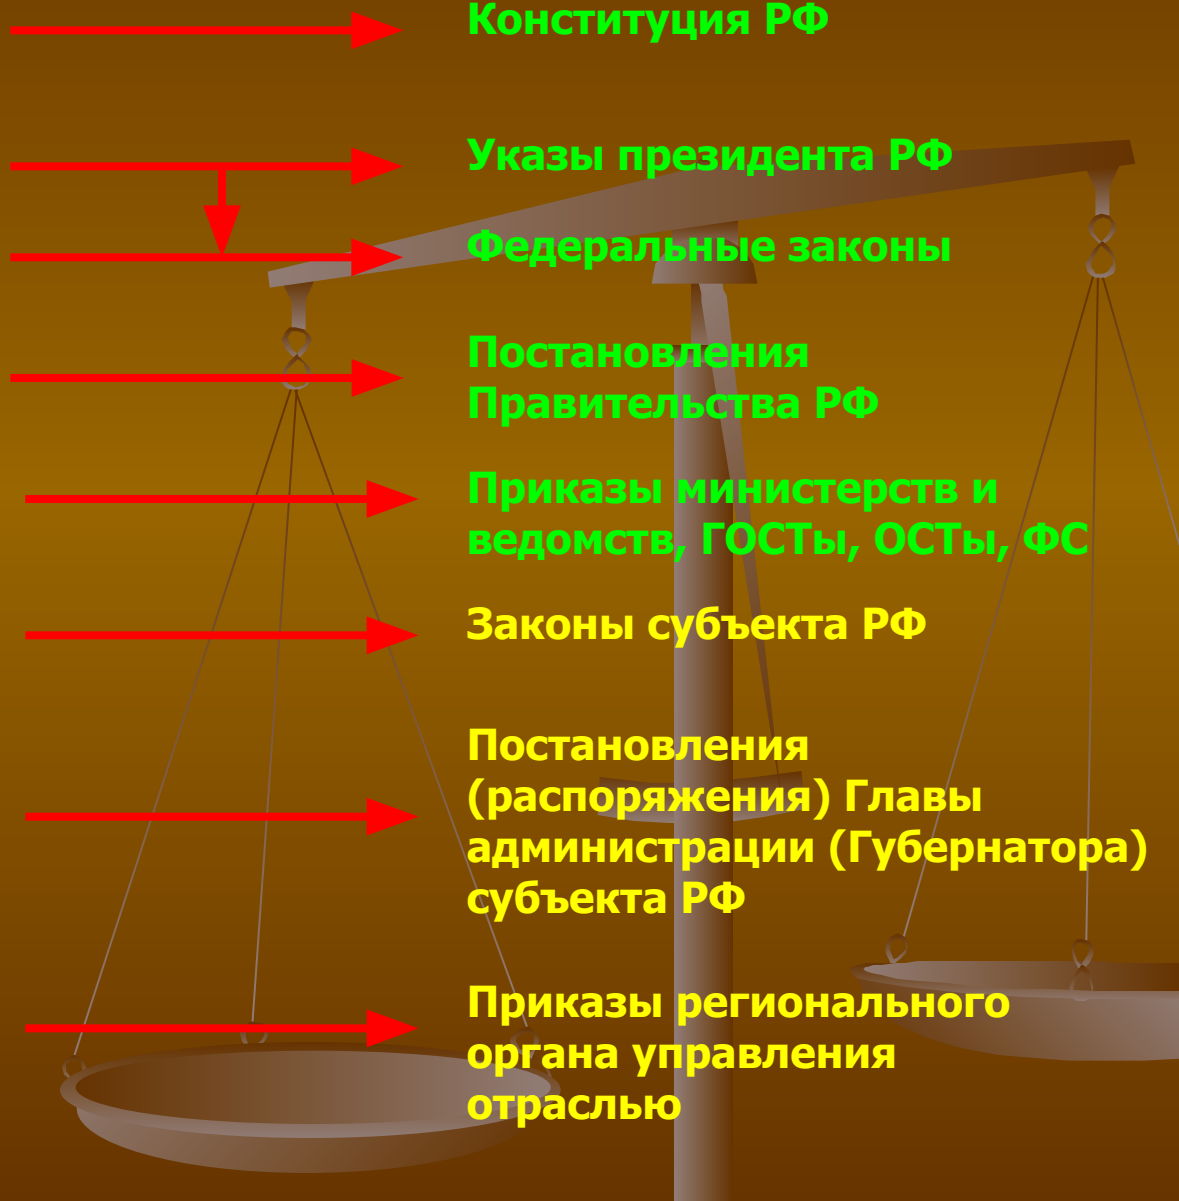 Конституция РФ
Указы президента РФ
Федеральные законы
Постановления
Правительства РФ
Приказы министерств и
ведомств, ГОСТы, ОСТы, ФС
Законы субъекта РФ
Постановления
(распоряжения) Главы
администрации (Губернатора)
субъекта РФ
Приказы регионального
органа управления
отраслью